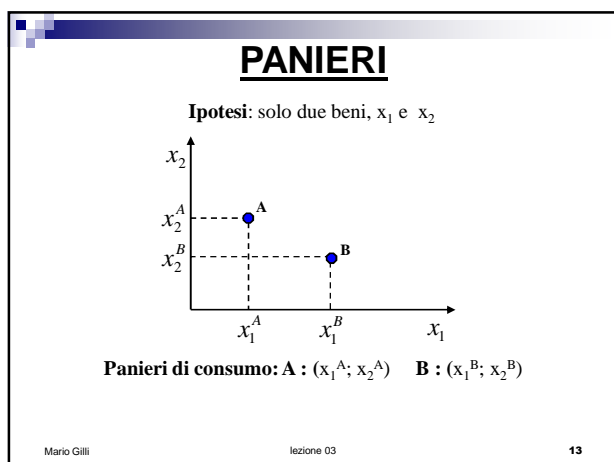 PANIERI
Ipotesi: solo due beni, x₁ e x₂
x₂
A
x₂ᴬ
B
x₂ᴮ
x₁ᴬ x₁ᴮ x₁
Panieri di consumo: A : (x₁ᴬ; x₂ᴬ) B : (x₁ᴮ; x₂ᴮ)
Mario Gilli lezione 03 13